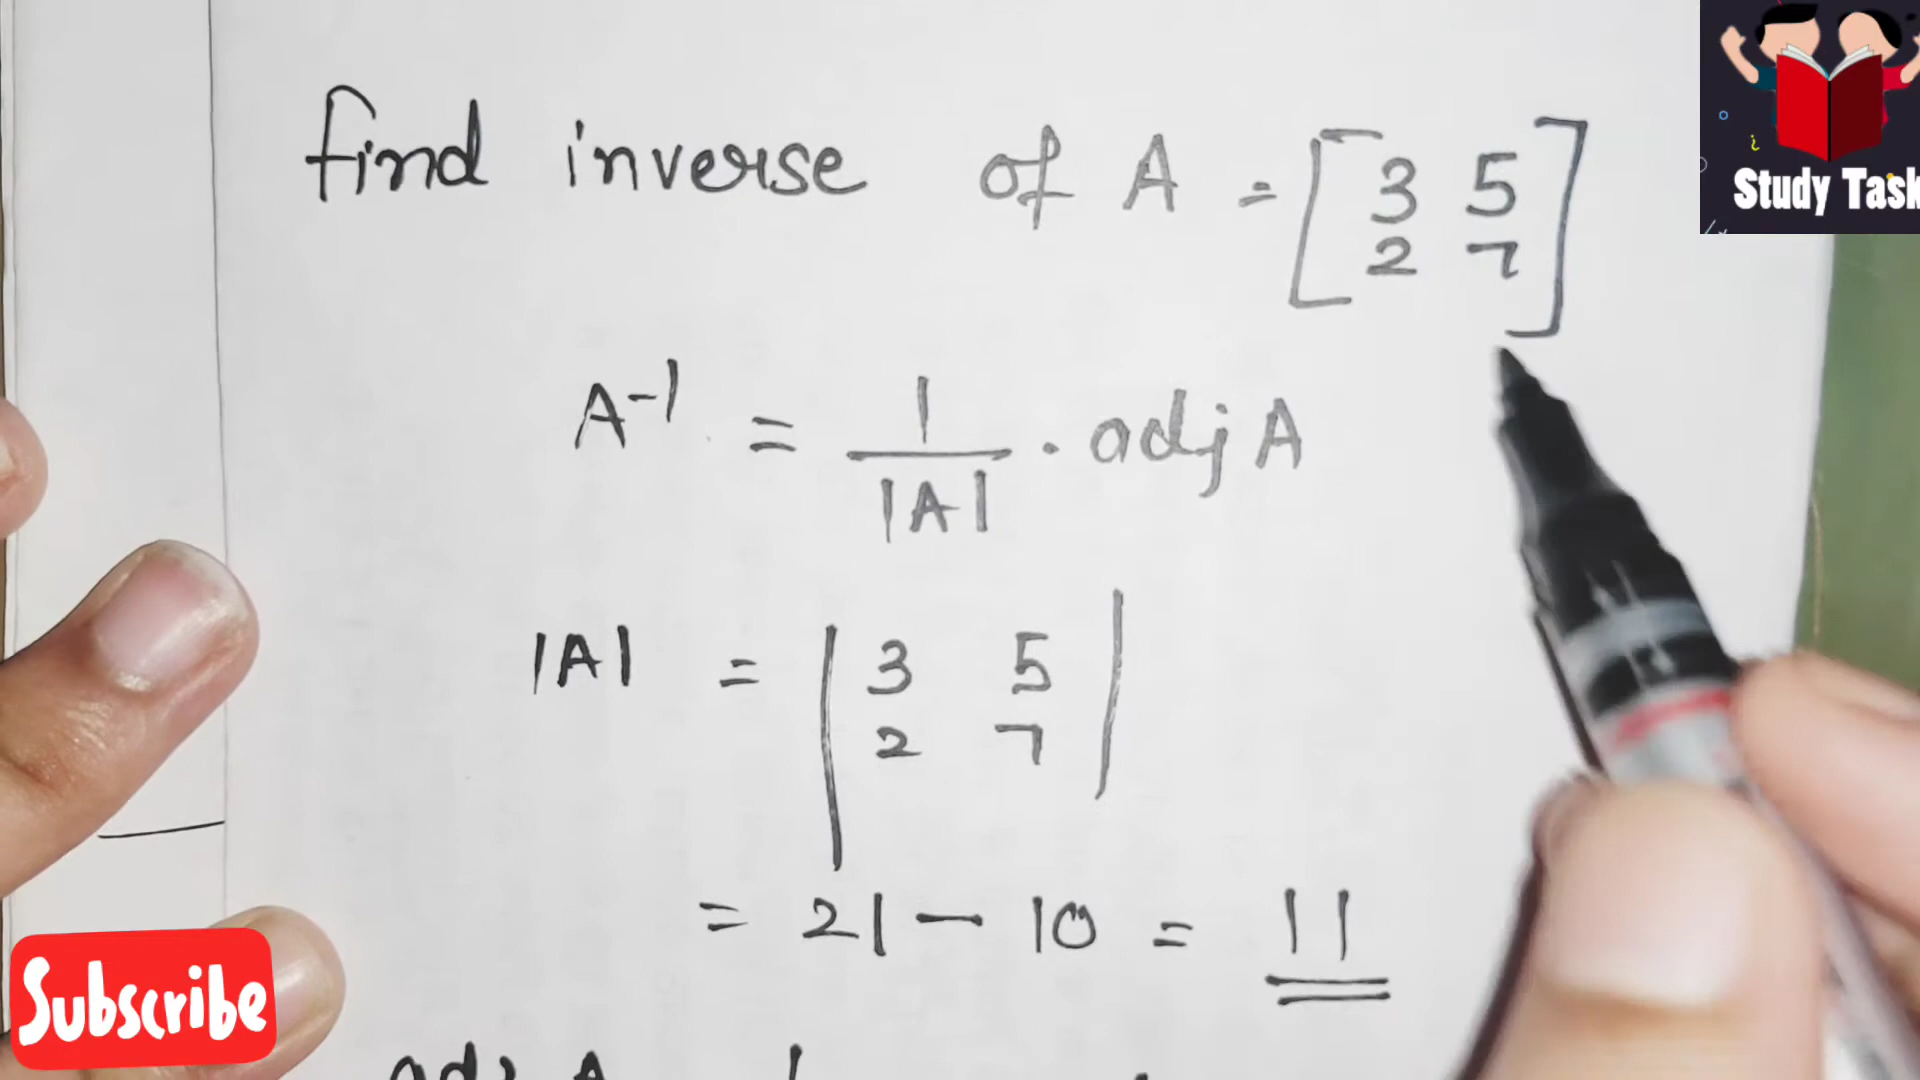 find inverse of A = [3 5
2 7]
A⁻¹ = 1/|A| . adj A
|A| = |3 5
2 7|
= 21 - 10 = 11
adj A
Study Task
Subscribe